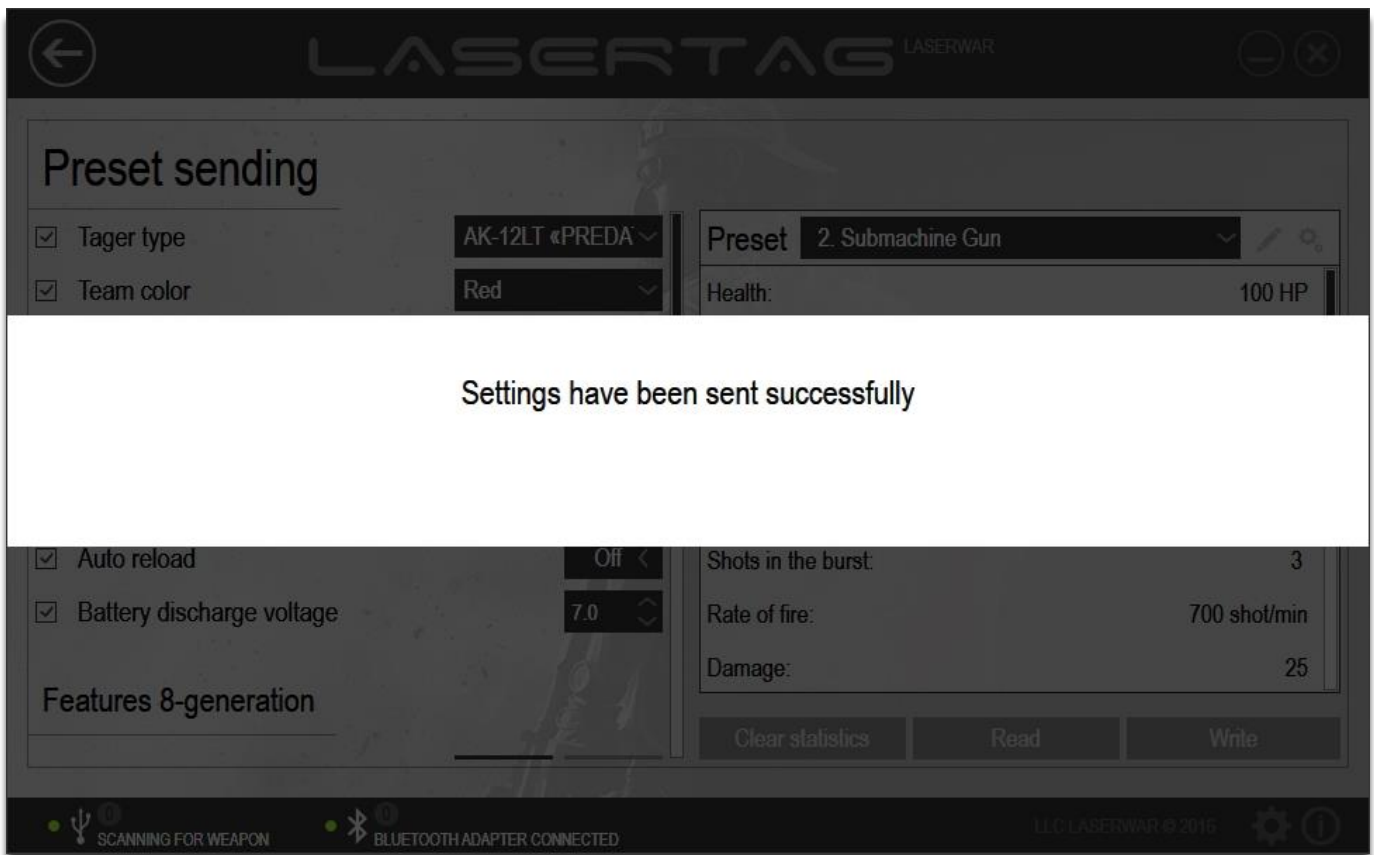 LASERTAG LASERWAR
Preset sending
Tager type AK-12LT «PREDA
Team color Red
Preset 2. Submachine Gun
Health: 100 HP
Settings have been sent successfully
Auto reload Off
Battery discharge voltage 7.0
Features 8-generation
Shots in the burst: 3
Rate of fire: 700 shot/min
Damage: 25
Clear statistics Read Write
0
SCANNING FOR WEAPON
0
BLUETOOTH ADAPTER CONNECTED
LLC LASERWAR © 2016